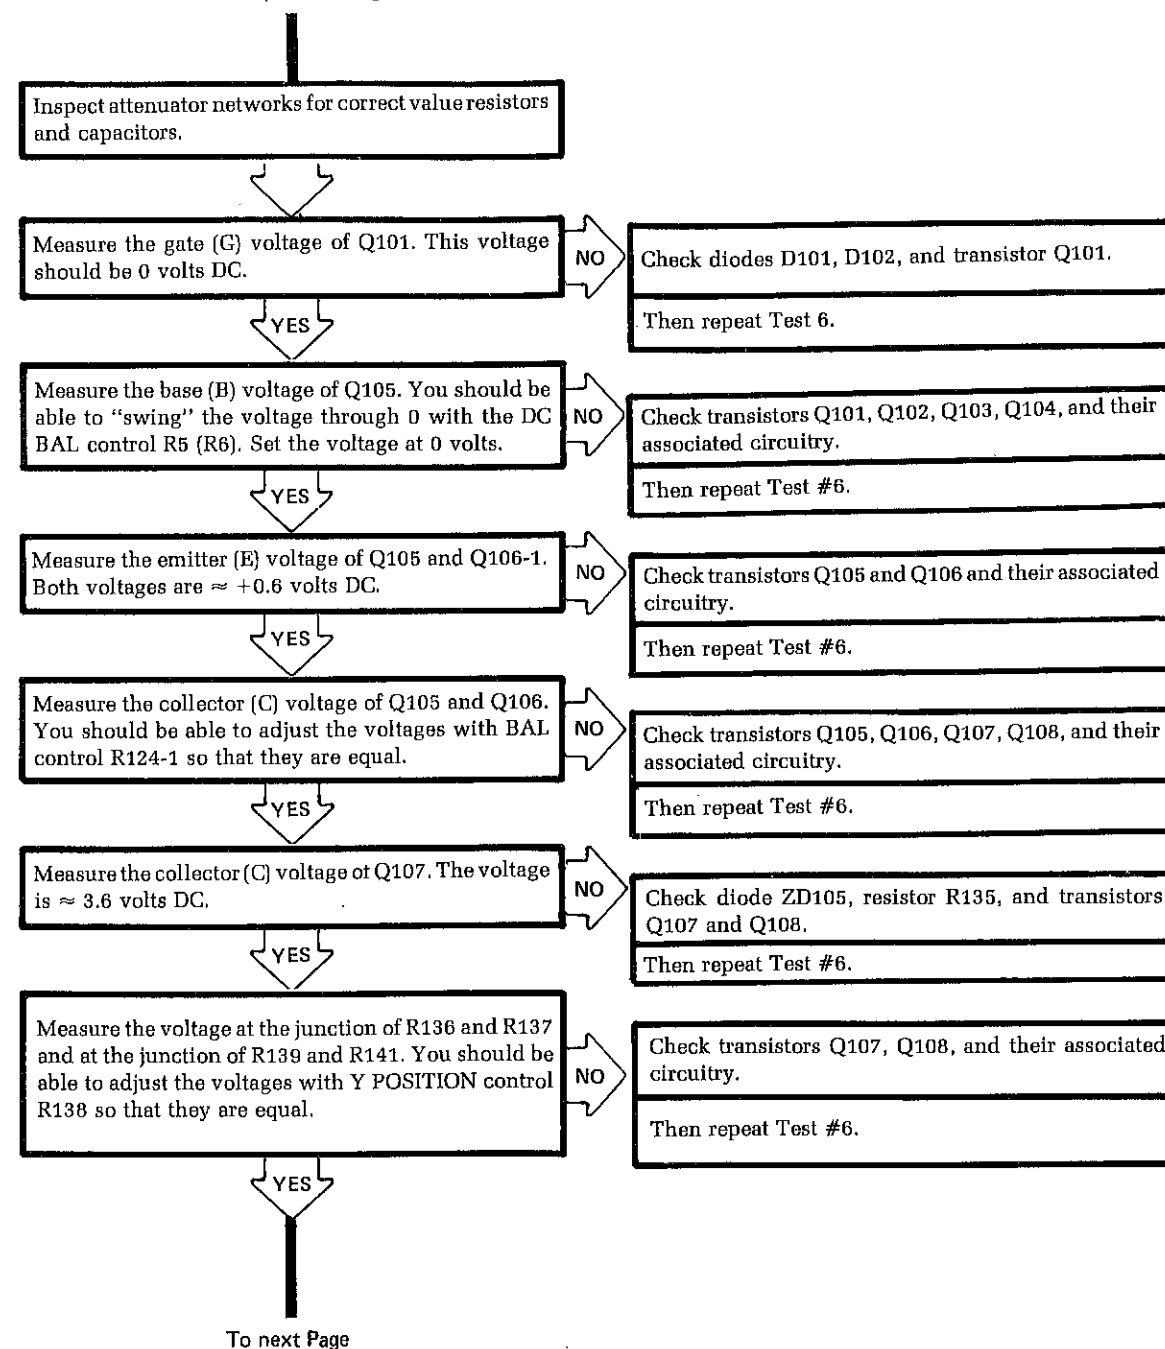 Inspect attenuator networks for correct value resistors
and capacitors.
Measure the gate (G) voltage of Q101. This voltage
should be 0 volts DC.
NO
Check diodes D101, D102, and transistor Q101.
Then repeat Test 6.
YES
Measure the base (B) voltage of Q105. You should be
able to “swing” the voltage through 0 with the DC
BAL control R5 (R6). Set the voltage at 0 volts.
NO
Check transistors Q101, Q102, Q103, Q104, and their
associated circuitry.
Then repeat Test #6.
YES
Measure the emitter (E) voltage of Q105 and Q106-1.
Both voltages are ≈ +0.6 volts DC.
NO
Check transistors Q105 and Q106 and their associated
circuitry.
Then repeat Test #6.
YES
Measure the collector (C) voltage of Q105 and Q106.
You should be able to adjust the voltages with BAL
control R124-1 so that they are equal.
NO
Check transistors Q105, Q106, Q107, Q108, and their
associated circuitry.
Then repeat Test #6.
YES
Measure the collector (C) voltage of Q107. The voltage
is ≈ 3.6 volts DC.
NO
Check diode ZD105, resistor R135, and transistors
Q107 and Q108.
Then repeat Test #6.
YES
Measure the voltage at the junction of R136 and R137
and at the junction of R139 and R141. You should be
able to adjust the voltages with Y POSITION control
R138 so that they are equal.
NO
Check transistors Q107, Q108, and their associated
circuitry.
Then repeat Test #6.
YES
To next Page